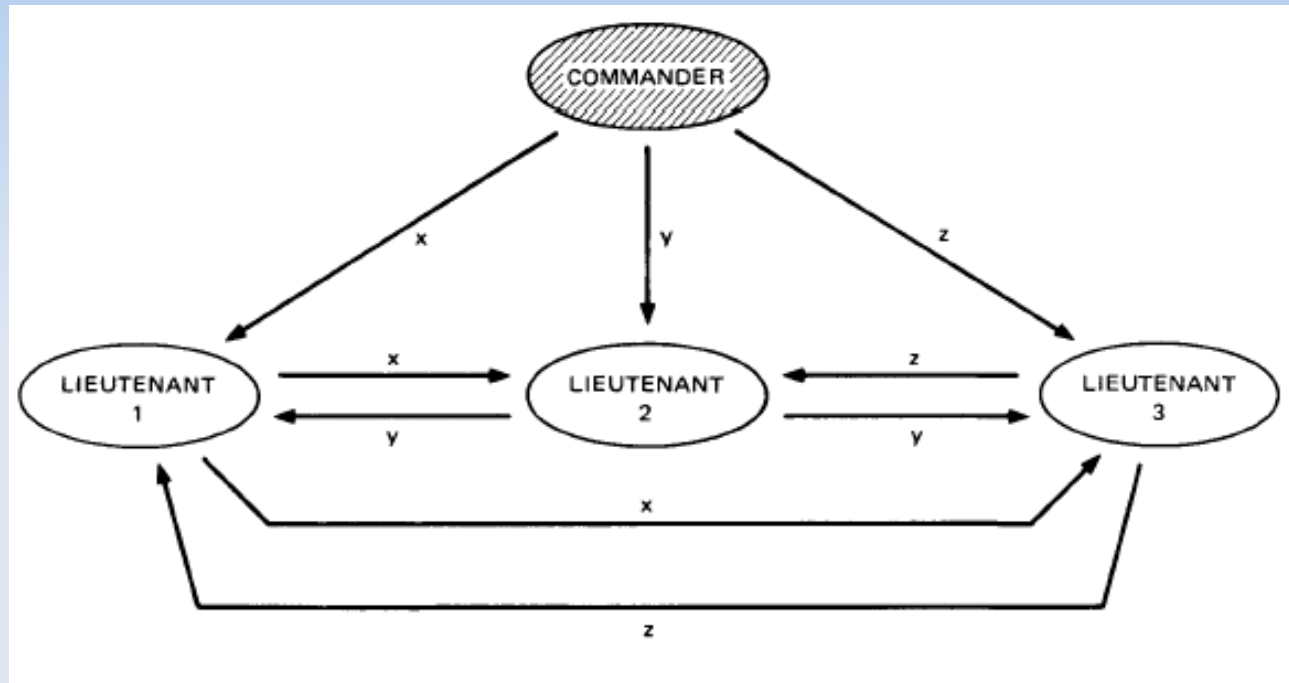 COMMANDER
x
y
z
LIEUTENANT
1
x
y
LIEUTENANT
2
z
y
LIEUTENANT
3
x
z